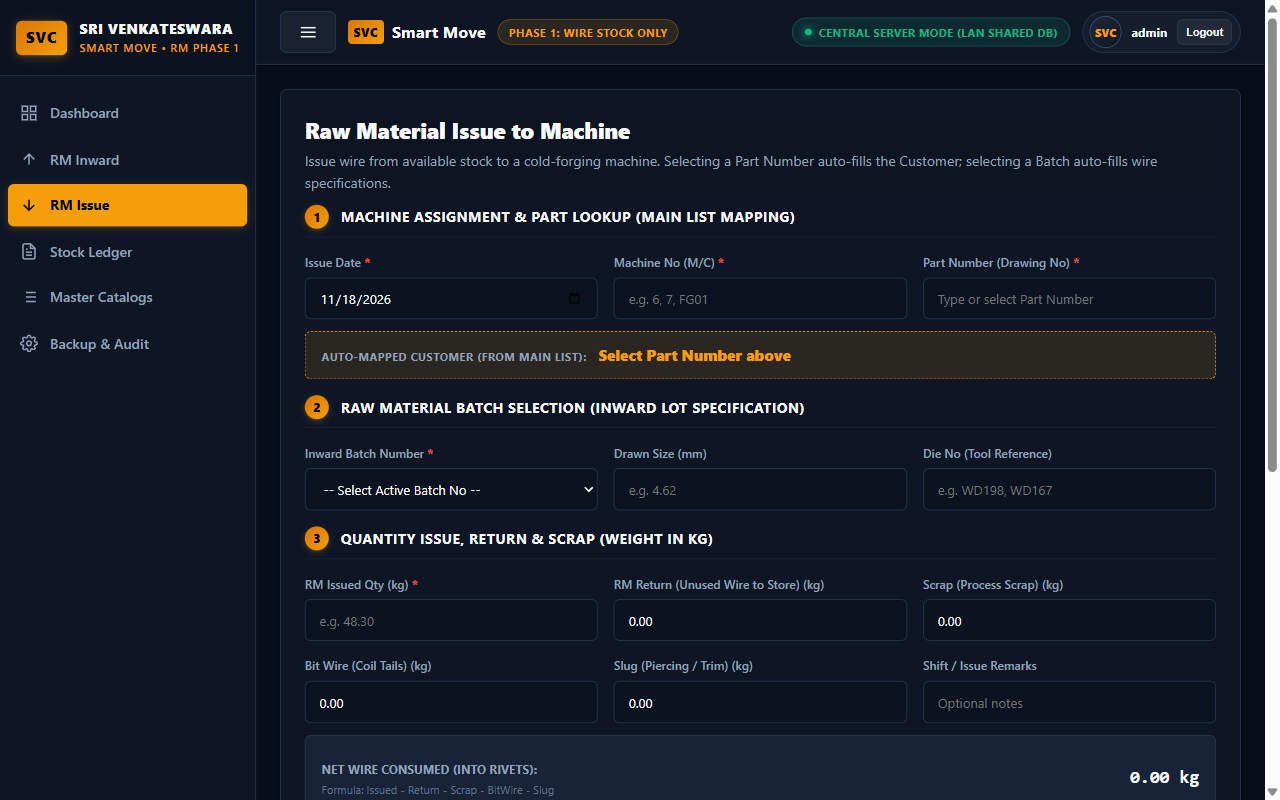 SVC
SRI VENKATESWARA
SMART MOVE • RM PHASE 1
SVC Smart Move
PHASE 1: WIRE STOCK ONLY
CENTRAL SERVER MODE (LAN SHARED DB)
SVC admin Logout
Dashboard
RM Inward
RM Issue
Stock Ledger
Master Catalogs
Backup & Audit
Raw Material Issue to Machine
Issue wire from available stock to a cold-forging machine. Selecting a Part Number auto-fills the Customer; selecting a Batch auto-fills wire
specifications.
1 MACHINE ASSIGNMENT & PART LOOKUP (MAIN LIST MAPPING)
Issue Date * Machine No (M/C) * Part Number (Drawing No) *
11/18/2026 e.g. 6, 7, FG01 Type or select Part Number
AUTO-MAPPED CUSTOMER (FROM MAIN LIST): Select Part Number above
2 RAW MATERIAL BATCH SELECTION (INWARD LOT SPECIFICATION)
Inward Batch Number * Drawn Size (mm) Die No (Tool Reference)
-- Select Active Batch No -- e.g. 4.62 e.g. WD198, WD167
3 QUANTITY ISSUE, RETURN & SCRAP (WEIGHT IN KG)
RM Issued Qty (kg) * RM Return (Unused Wire to Store) (kg) Scrap (Process Scrap) (kg)
e.g. 48.30 0.00 0.00
Bit Wire (Coil Tails) (kg) Slug (Piercing / Trim) (kg) Shift / Issue Remarks
0.00 0.00 Optional notes
NET WIRE CONSUMED (INTO RIVETS): 0.00 kg
Formula: Issued - Return - Scrap - BitWire - Slug